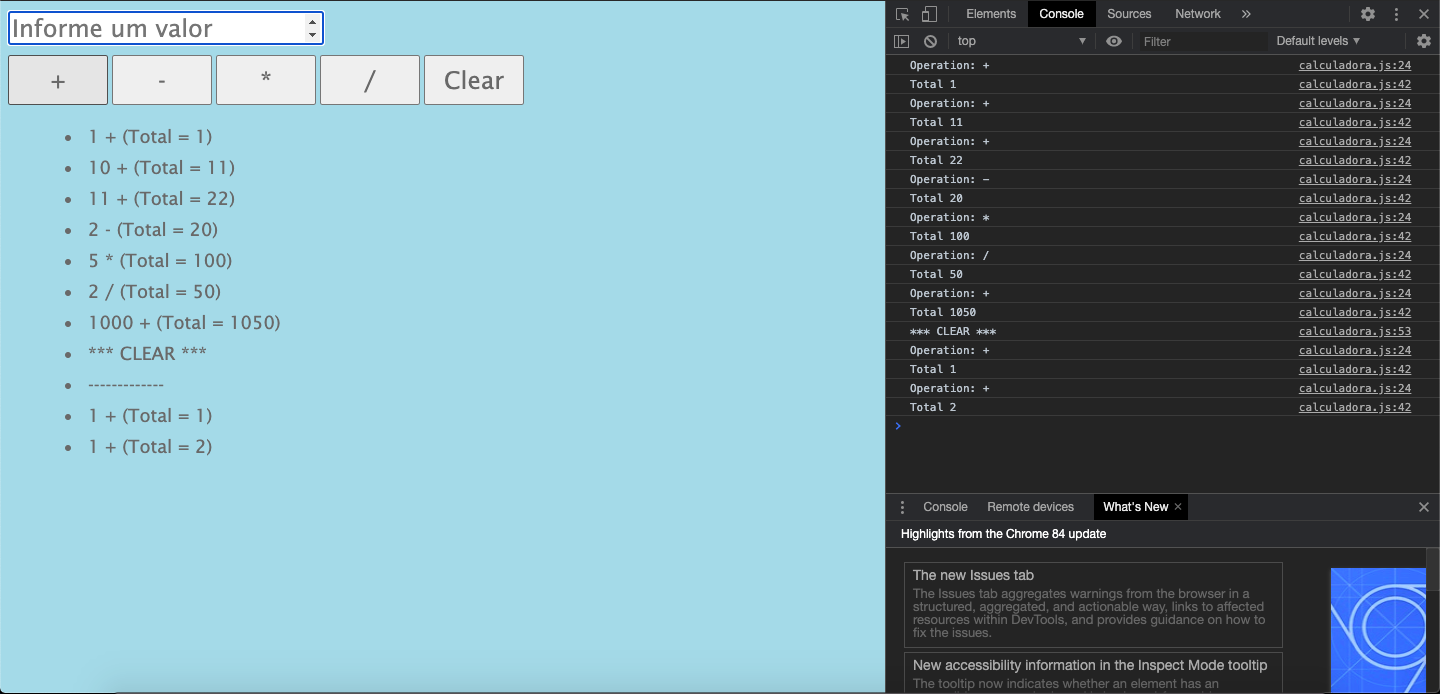 Informe um valor
+ - * / Clear
1 + (Total = 1)
10 + (Total = 11)
11 + (Total = 22)
2 - (Total = 20)
5 * (Total = 100)
2 / (Total = 50)
1000 + (Total = 1050)
*** CLEAR ***
-------------
1 + (Total = 1)
1 + (Total = 2)
Elements Console Sources Network »
top Filter Default levels
Operation: + calculadora.js:24
Total 1 calculadora.js:42
Operation: + calculadora.js:24
Total 11 calculadora.js:42
Operation: + calculadora.js:24
Total 22 calculadora.js:42
Operation: - calculadora.js:24
Total 20 calculadora.js:42
Operation: * calculadora.js:24
Total 100 calculadora.js:42
Operation: / calculadora.js:24
Total 50 calculadora.js:42
Operation: + calculadora.js:24
Total 1050 calculadora.js:42
*** CLEAR *** calculadora.js:53
Operation: + calculadora.js:24
Total 1 calculadora.js:42
Operation: + calculadora.js:24
Total 2 calculadora.js:42
Console Remote devices What's New
Highlights from the Chrome 84 update
The new Issues tab
The Issues tab aggregates warnings from the browser in a
structured, aggregated, and actionable way, links to affected
resources within DevTools, and provides guidance on how to
fix the issues.
New accessibility information in the Inspect Mode tooltip
The tooltip now indicates whether an element has an